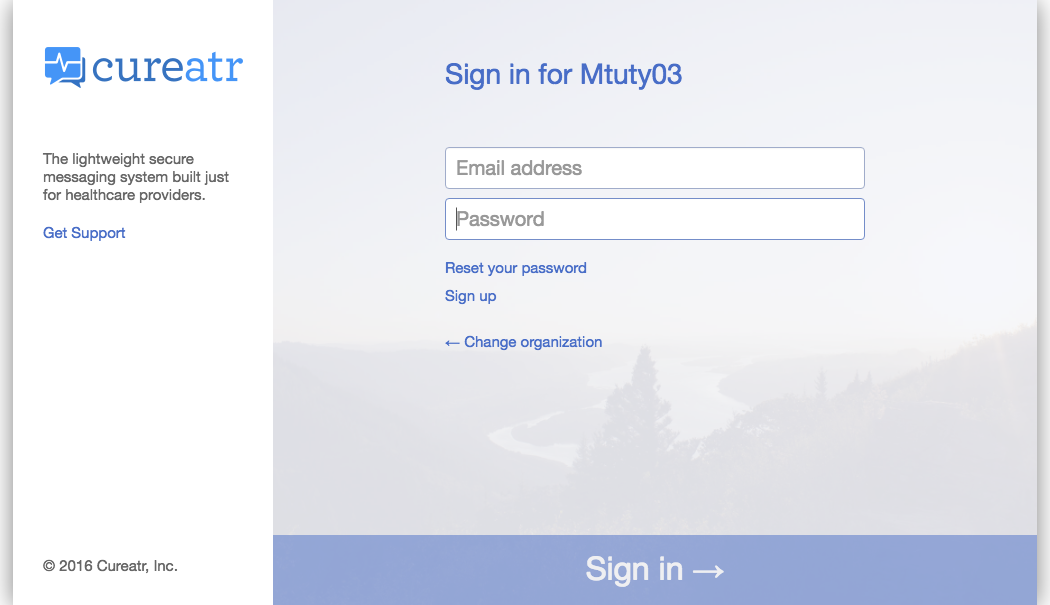 cureatr
The lightweight secure
messaging system built just
for healthcare providers.
Get Support
© 2016 Cureatr, Inc.
Sign in for Mtuty03
Email address
Password
Reset your password
Sign up
← Change organization
Sign in →